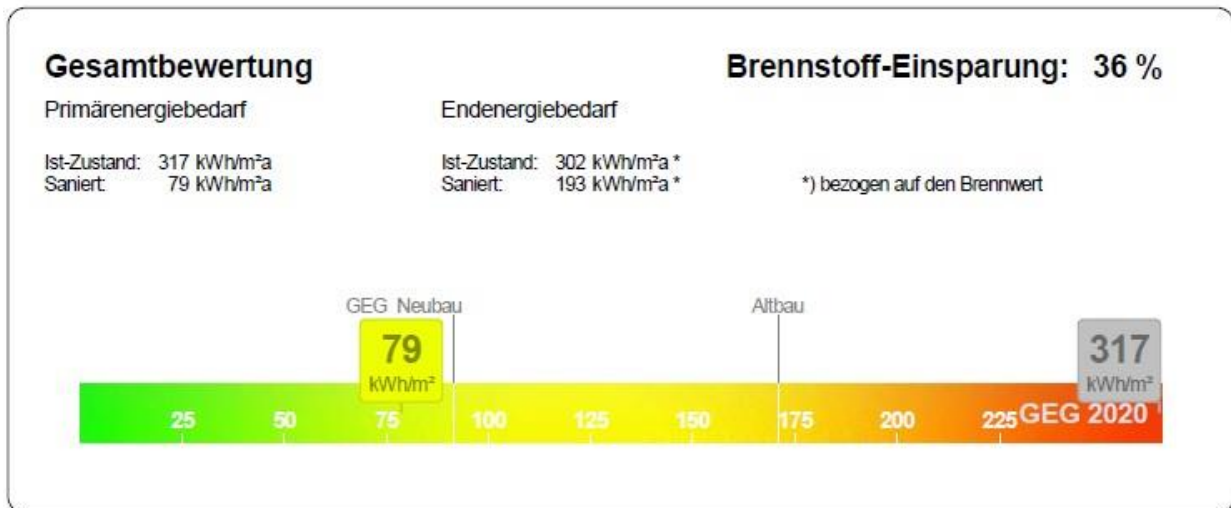 Gesamtbewertung
Brennstoff-Einsparung: 36 %
Primärenergiebedarf
Endenergiebedarf
Ist-Zustand: 317 kWh/m²a
Ist-Zustand: 302 kWh/m²a *
Saniert: 79 kWh/m²a
Saniert: 193 kWh/m²a *
*) bezogen auf den Brennwert
GEG Neubau
Altbau
79
kWh/m²
317
kWh/m²
25 50 75 100 125 150 175 200 225 GEG 2020